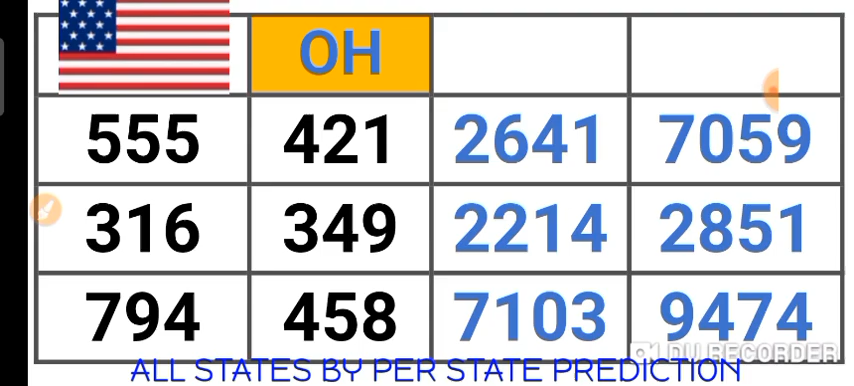 OH
555 421 2641 7059
316 349 2214 2851
794 458 7103 9474
DU RECORDER
ALL STATES BY PER STATE PREDICTION